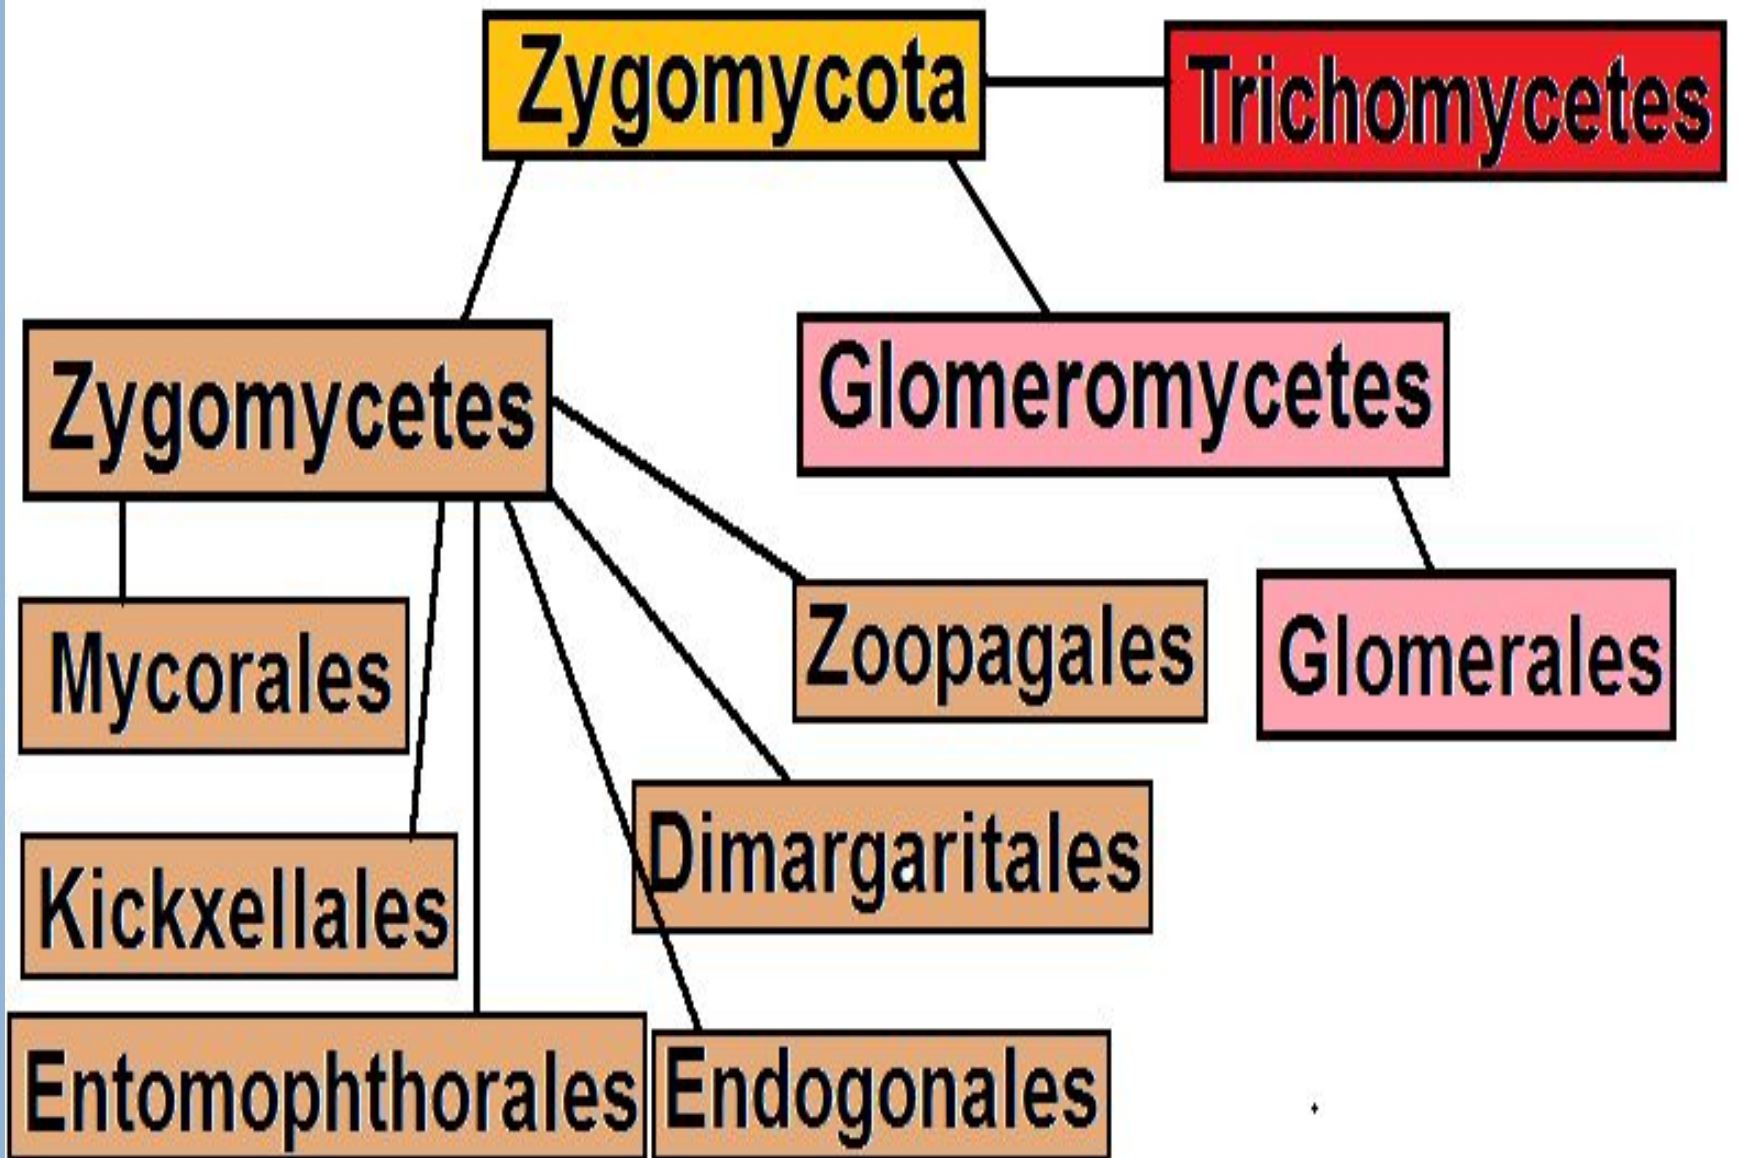 Zygomycota
Trichomycetes
Zygomycetes
Glomeromycetes
Mycorales
Zoopagales
Glomerales
Kickxellales
Dimargaritales
Entomophthorales
Endogonales